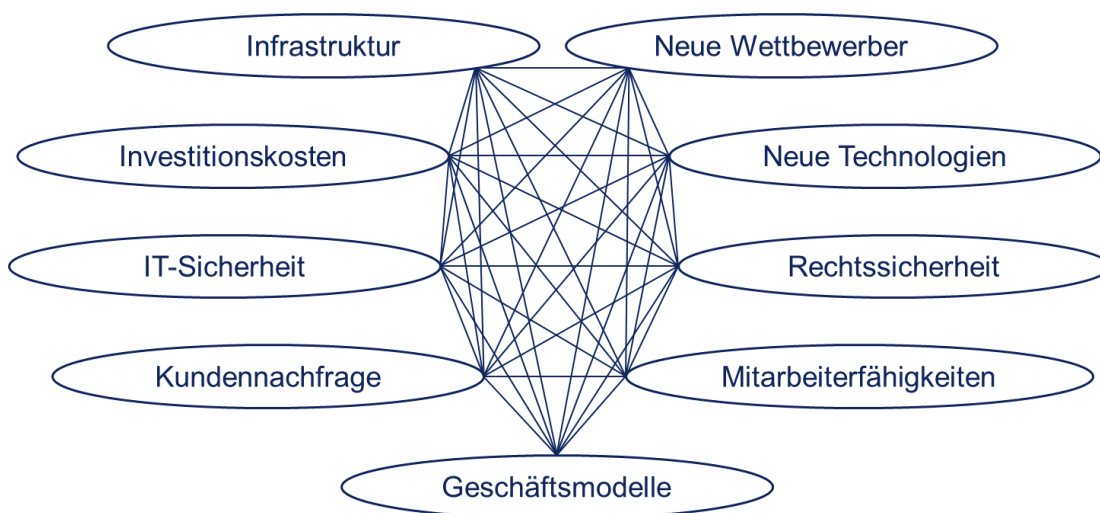 Infrastruktur
Neue Wettbewerber
Investitionskosten
Neue Technologien
IT-Sicherheit
Rechtssicherheit
Kundennachfrage
Mitarbeiterfähigkeiten
Geschäftsmodelle